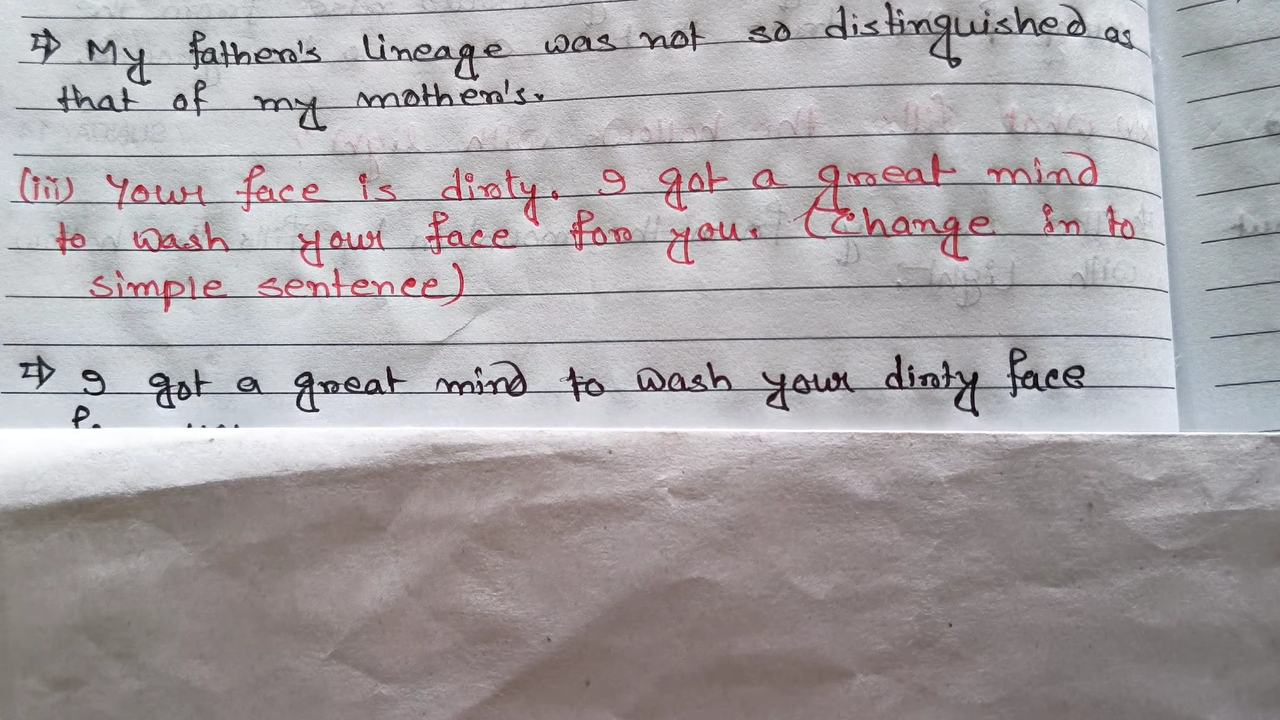 ⇒ My father's lineage was not so distinguished as
that of my mother's.
(iii) Your face is dirty. I got a great mind
to wash your face for you. (Change in to
simple sentence)
⇒ I got a great mind to wash your dirty face